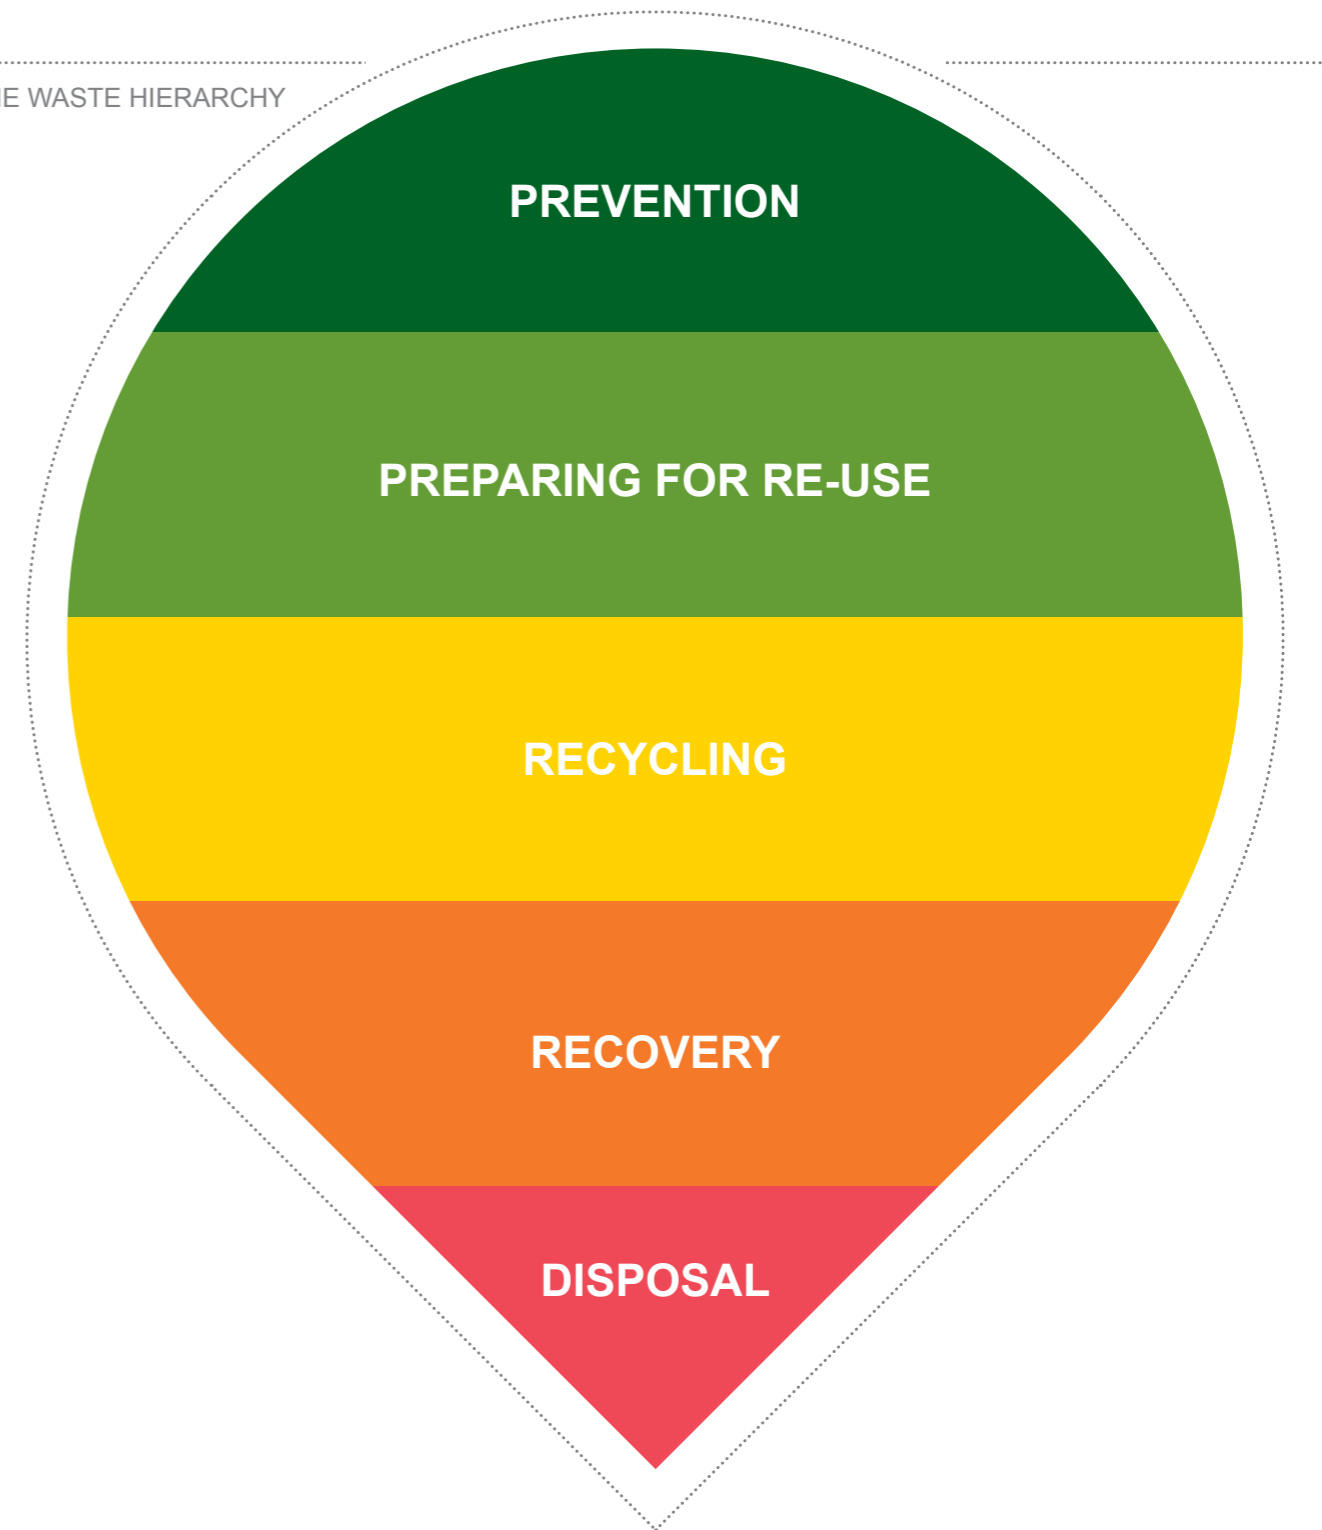 E WASTE HIERARCHY
PREVENTION
PREPARING FOR RE-USE
RECYCLING
RECOVERY
DISPOSAL